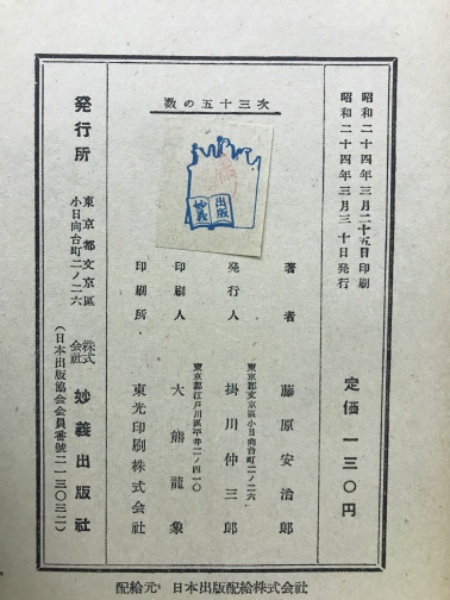 昭和二十四年三月二十五日印刷
昭和二十四年三月三十日発行
定価 一三〇円
数の五十三次
出版
妙義
著者 藤原安治郎
東京都文京區小日向台町二ノ二六
発行人 掛川仲三郎
東京都江戸川區平井二ノ四一〇
印刷人 大熊龍象
印刷所 東光印刷株式会社
発行所
東京都文京區
小日向台町二ノ二六
株式会社 妙義出版社
(日本出版協会会員番號二一三〇三二)
配給元 日本出版配給株式会社